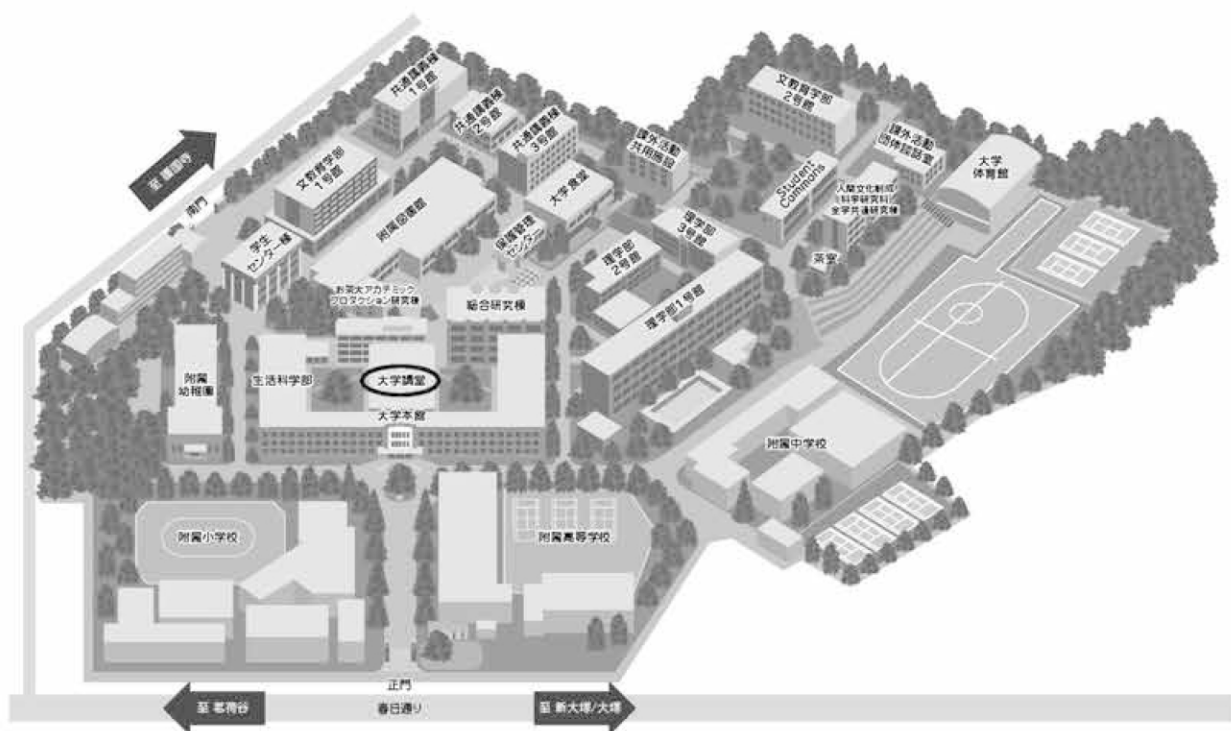 共通講義棟
1号館
共通講義棟
2号館
共通講義棟
3号館
課外活動
共用施設
文教育学部
2号館
課外活動
団体談話室
大学
体育館
至 護国寺
南門
文教育学部
1号館
大学食堂
Student
Commons
人間文化創成
科学研究科
全学共通研究棟
学生
センター棟
附属図書館
保健管理
センター
理学部
3号館
理学部
2号館
茶室
お茶大アカデミック
プロダクション研究棟
総合研究棟
理学部1号館
附属
幼稚園
生活科学部
大学講堂
大学本館
附属中学校
附属小学校
附属高等学校
正門
春日通り
至 茗荷谷
至 新大塚/大塚